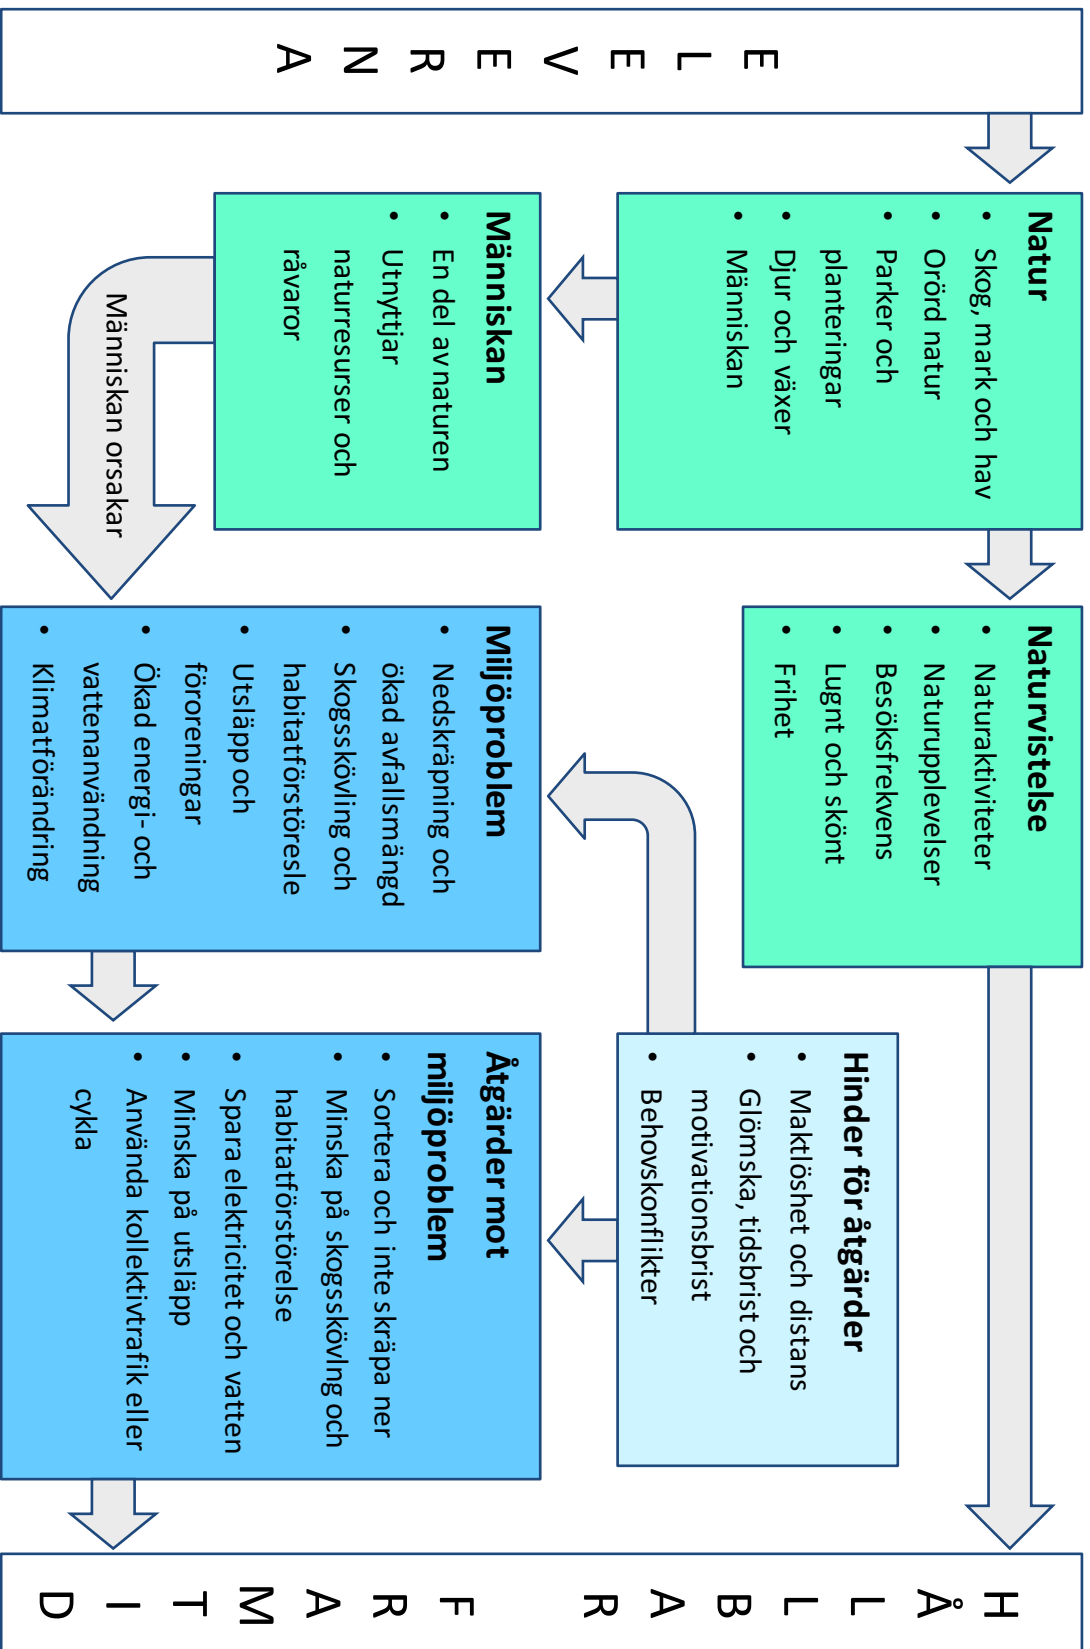 ELEVERNA
Natur
• Skog, mark och hav
• Orörd natur
• Parker och
planteringar
• Djur och växer
• Människan
Människan
• En del av naturen
• Utnyttjar
naturresurser och
råvaror
Människan orsakar
Naturvistelse
• Naturaktiviteter
• Naturupplevelser
• Besöksfrekvens
• Lugnt och skönt
• Frihet
Miljöproblem
• Nedskräpning och
ökad avfallsmängd
• Skogsskövling och
habitatförstöresle
• Utsläpp och
föroreningar
• Ökad energi- och
vattenanvändning
• Klimatförändring
Hinder för åtgärder
• Maktlöshet och distans
• Glömska, tidsbrist och
motivationsbrist
• Behovskonflikter
Åtgärder mot
miljöproblem
• Sortera och inte skräpa ner
• Minska på skogsskövlng och
habitatförstörelse
• Spara elektricitet och vatten
• Minska på utsläpp
• Använda kollektivtrafik eller
cykla
HÅLLBAR FRAMTID